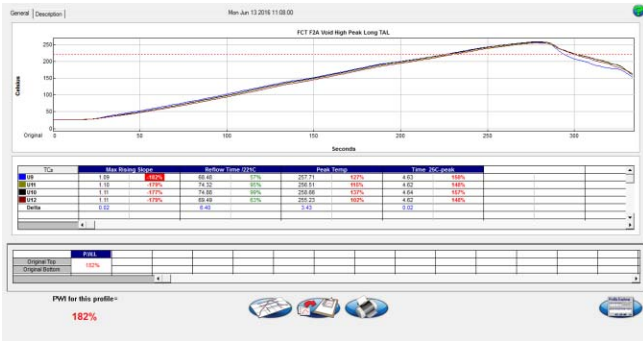 General Description
Mon Jun 13 2016 11:08:00
FCT F2A Void High Peak Long TAL
Celsius
250
200
150
100
50
0
Original 0 50 100 150 200 250 300
Seconds
TCs Max Rising Slope Reflow Time /221C Peak Temp Time 25C-peak
U9 1.09 -182% 68.48 57% 257.71 127% 4.63 150%
U11 1.10 -179% 74.32 95% 256.51 4.62 148%
U10 1.11 -177% 74.88 99% 258.66 137% 4.64 157%
U12 1.11 -179% 69.49 63% 255.23 102% 4.62 148%
Delta 0.02 6.40 3.43 0.02
Original Top 182%
Original Bottom
PWI for this profile=
182%